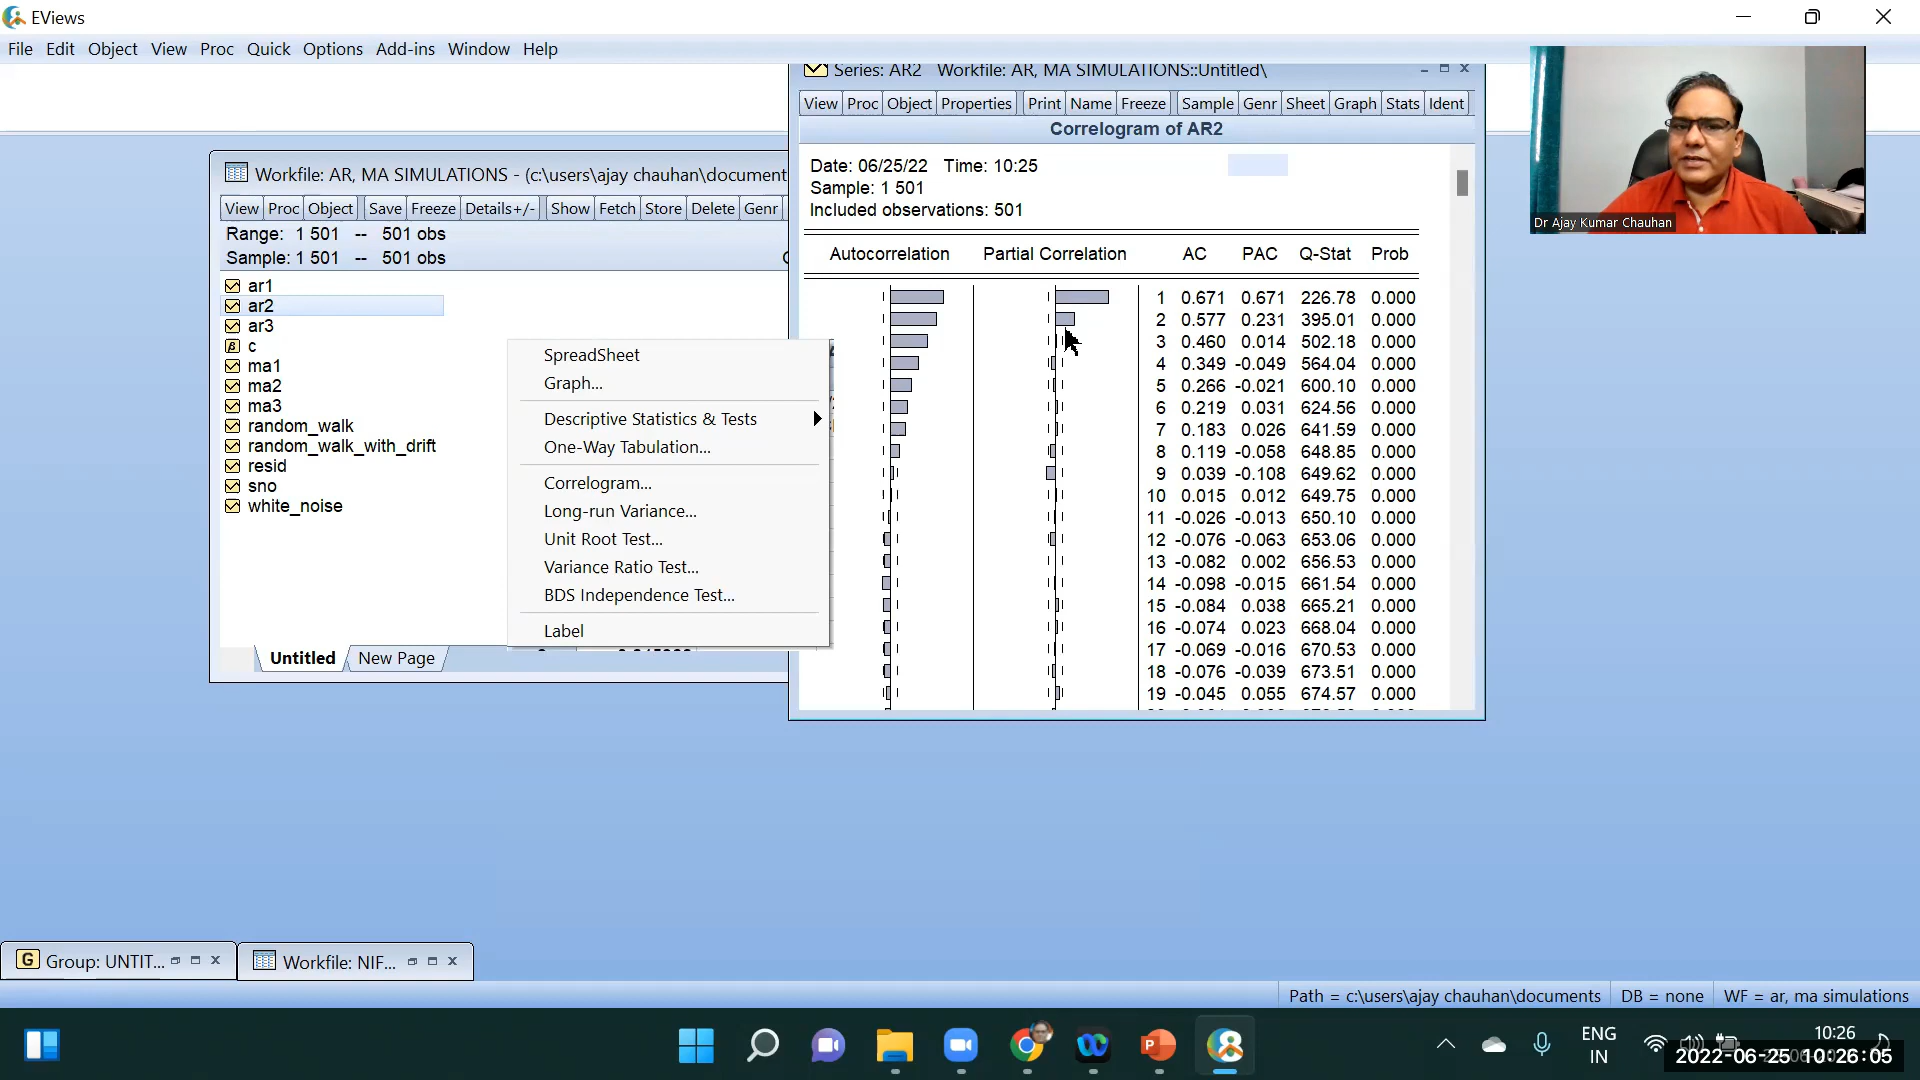 EViews
File Edit Object View Proc Quick Options Add-ins Window Help
Series: AR2 Workfile: AR, MA SIMULATIONS::Untitled\
View Proc Object Properties Print Name Freeze Sample Genr Sheet Graph Stats Ident
Correlogram of AR2
Date: 06/25/22 Time: 10:25
Sample: 1 501
Included observations: 501
Autocorrelation Partial Correlation AC PAC Q-Stat Prob
1 0.671 0.671 226.78 0.000
2 0.577 0.231 395.01 0.000
3 0.460 0.014 502.18 0.000
4 0.349 -0.049 564.04 0.000
5 0.266 -0.021 600.10 0.000
6 0.219 0.031 624.56 0.000
7 0.183 0.026 641.59 0.000
8 0.119 -0.058 648.85 0.000
9 0.039 -0.108 649.62 0.000
10 0.015 0.012 649.75 0.000
11 -0.026 -0.013 650.10 0.000
12 -0.076 -0.063 653.06 0.000
13 -0.082 0.002 656.53 0.000
14 -0.098 -0.015 661.54 0.000
15 -0.084 0.038 665.21 0.000
16 -0.074 0.023 668.04 0.000
17 -0.069 -0.016 670.53 0.000
18 -0.076 -0.039 673.51 0.000
19 -0.045 0.055 674.57 0.000
Dr Ajay Kumar Chauhan
Workfile: AR, MA SIMULATIONS - (c:\users\ajay chauhan\document
View Proc Object Save Freeze Details+/- Show Fetch Store Delete Genr
Range: 1 501 -- 501 obs
Sample: 1 501 -- 501 obs
ar1
ar2
ar3
c
ma1
ma2
ma3
random_walk
random_walk_with_drift
resid
sno
white_noise
Untitled New Page
SpreadSheet
Graph...
Descriptive Statistics & Tests
One-Way Tabulation...
Correlogram...
Long-run Variance...
Unit Root Test...
Variance Ratio Test...
BDS Independence Test...
Label
Group: UNTIT... Workfile: NIF...
Path = c:\users\ajay chauhan\documents DB = none WF = ar, ma simulations
ENG
IN
10:26
2022-06-25 10:26:05